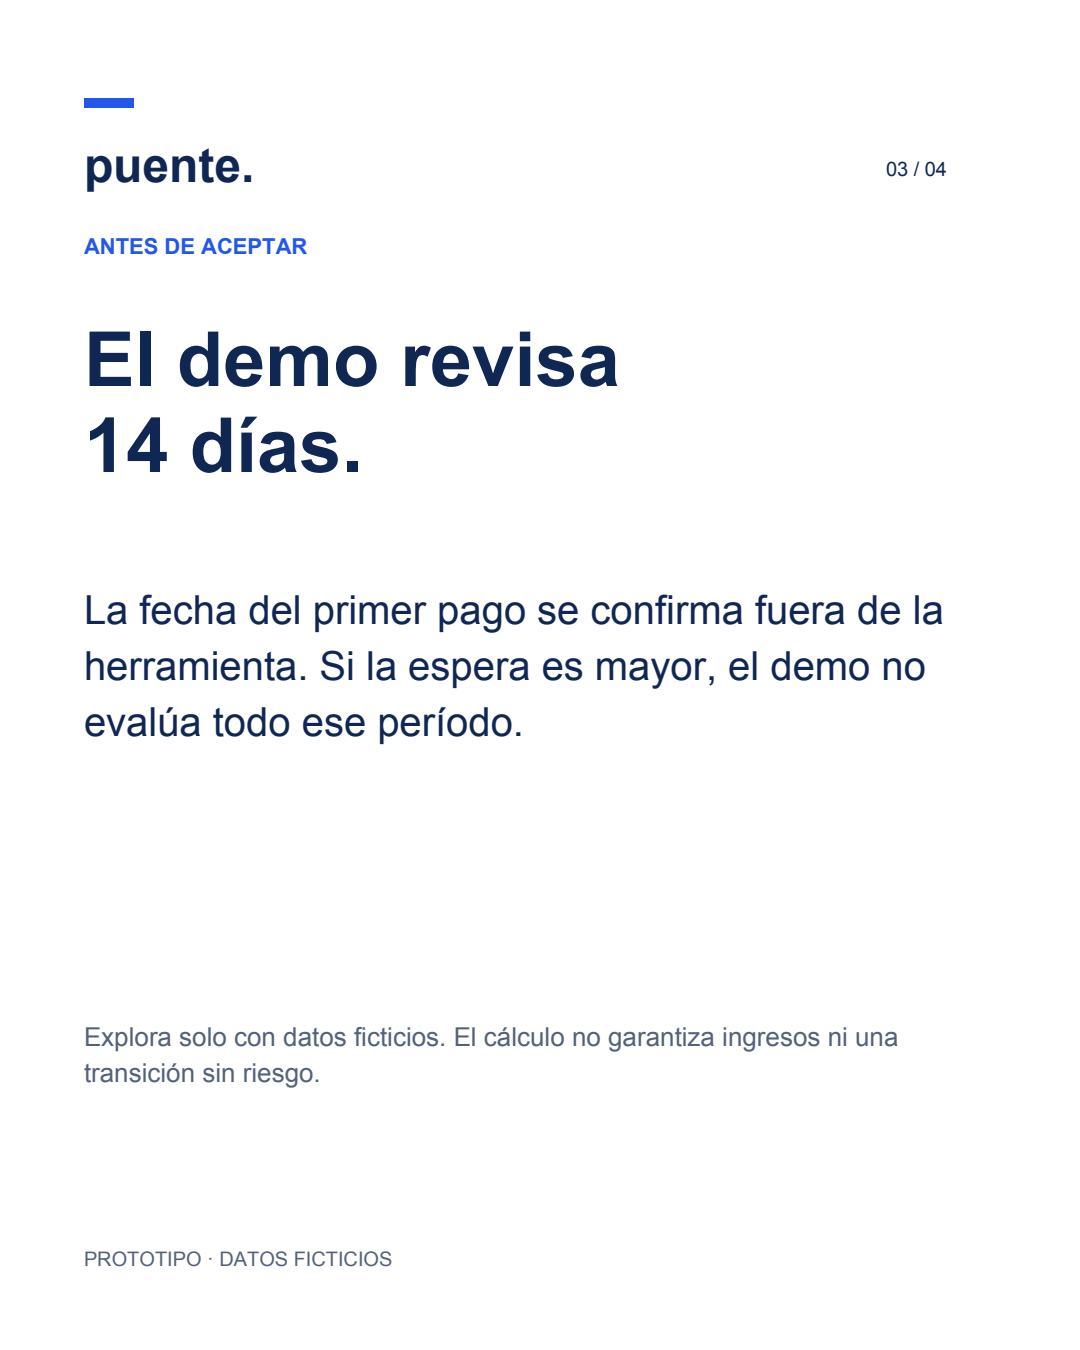 puente.
03 / 04
ANTES DE ACEPTAR
El demo revisa
14 días.
La fecha del primer pago se confirma fuera de la
herramienta. Si la espera es mayor, el demo no
evalúa todo ese período.
Explora solo con datos ficticios. El cálculo no garantiza ingresos ni una
transición sin riesgo.
PROTOTIPO · DATOS FICTICIOS